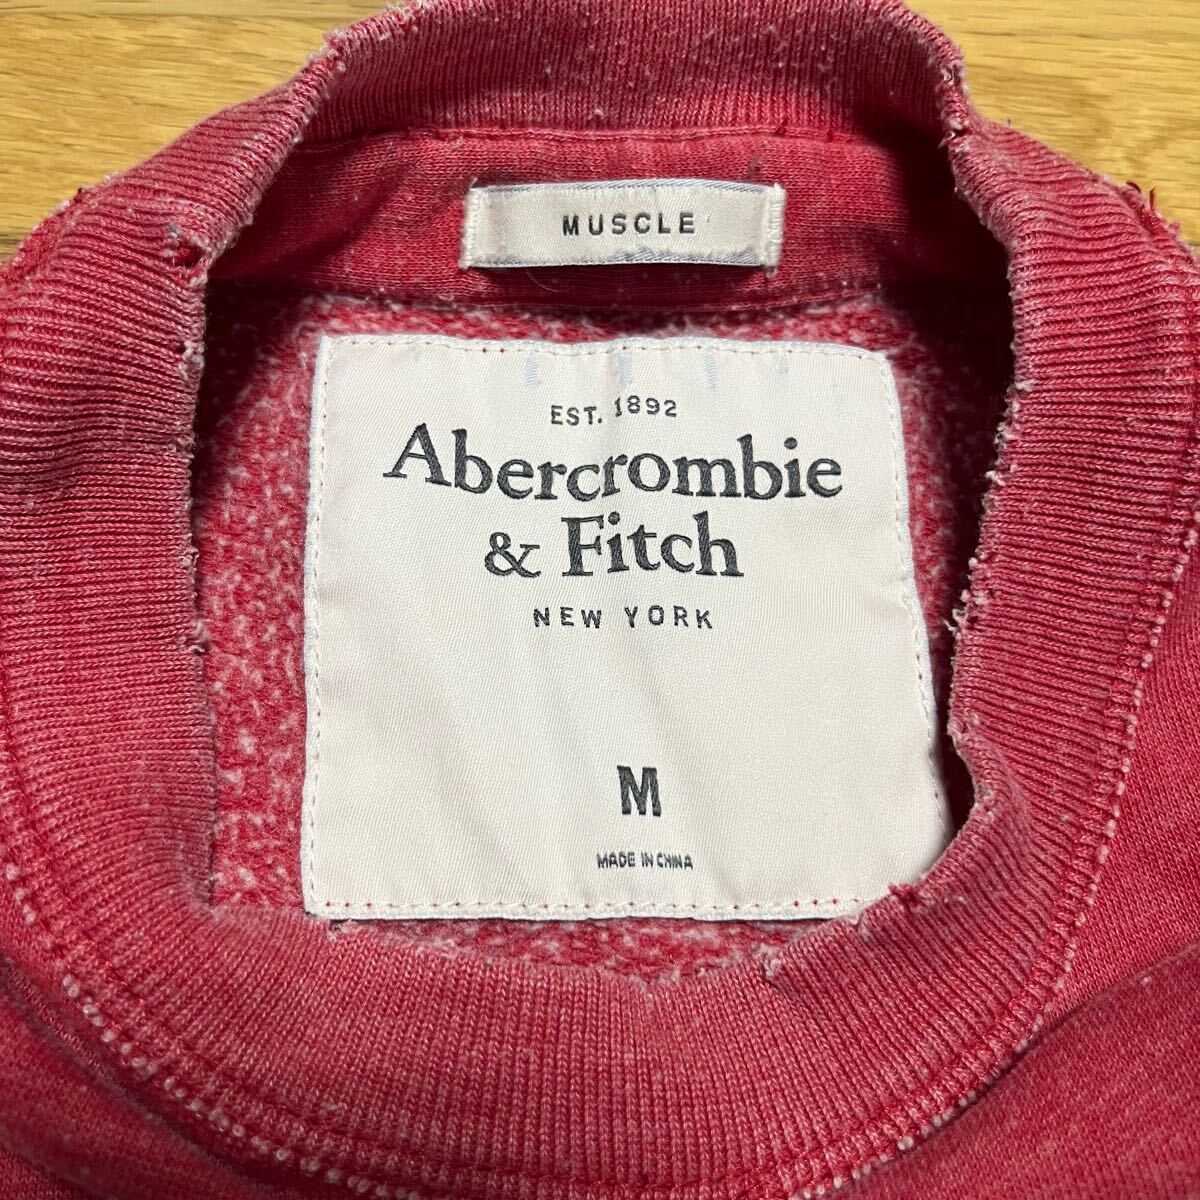 MUSCLE
EST. 1892
Abercrombie
& Fitch
NEW YORK
M
MADE IN CHINA